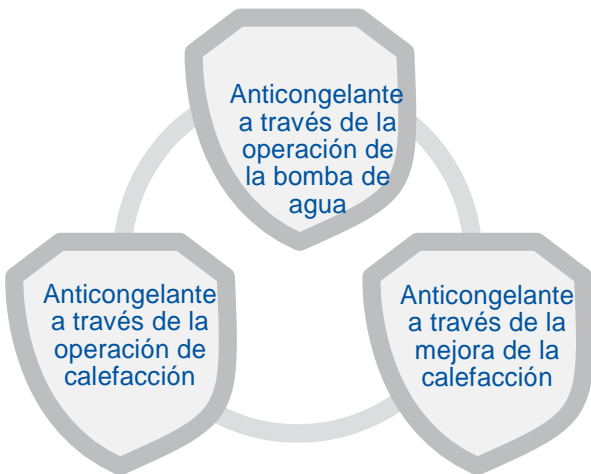 Anticongelante
a través de la
operación de
la bomba de
agua
Anticongelante
a través de la
operación de
calefacción
Anticongelante
a través de la
mejora de la
calefacción